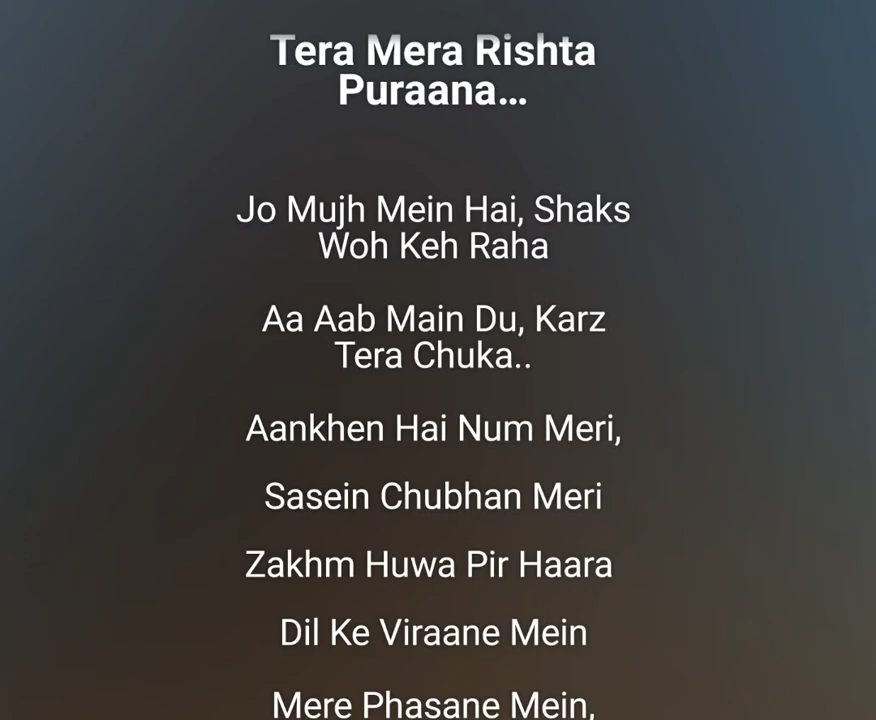 Tera Mera Rishta
Puraana...
Jo Mujh Mein Hai, Shaks
Woh Keh Raha
Aa Aab Main Du, Karz
Tera Chuka..
Aankhen Hai Num Meri,
Sasein Chubhan Meri
Zakhm Huwa Pir Haara
Dil Ke Viraane Mein
Mere Phasane Mein,